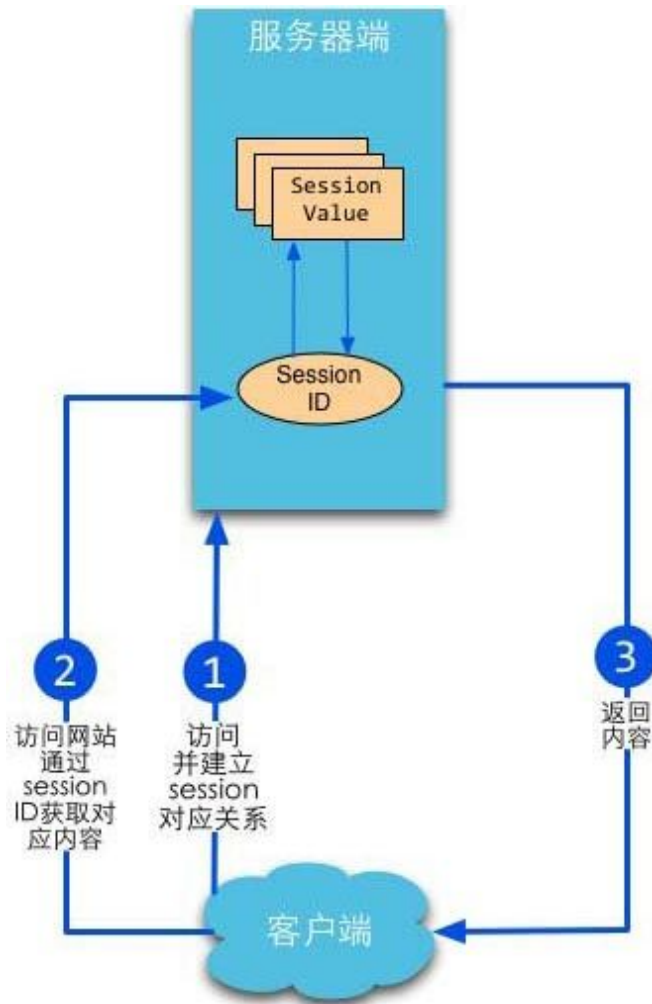 服务器端
Session
Value
Session
ID
2
访问网站
通过
session
ID获取对
应内容
1
访问
并建立
session
对应关系
3
返回
内容
客户端